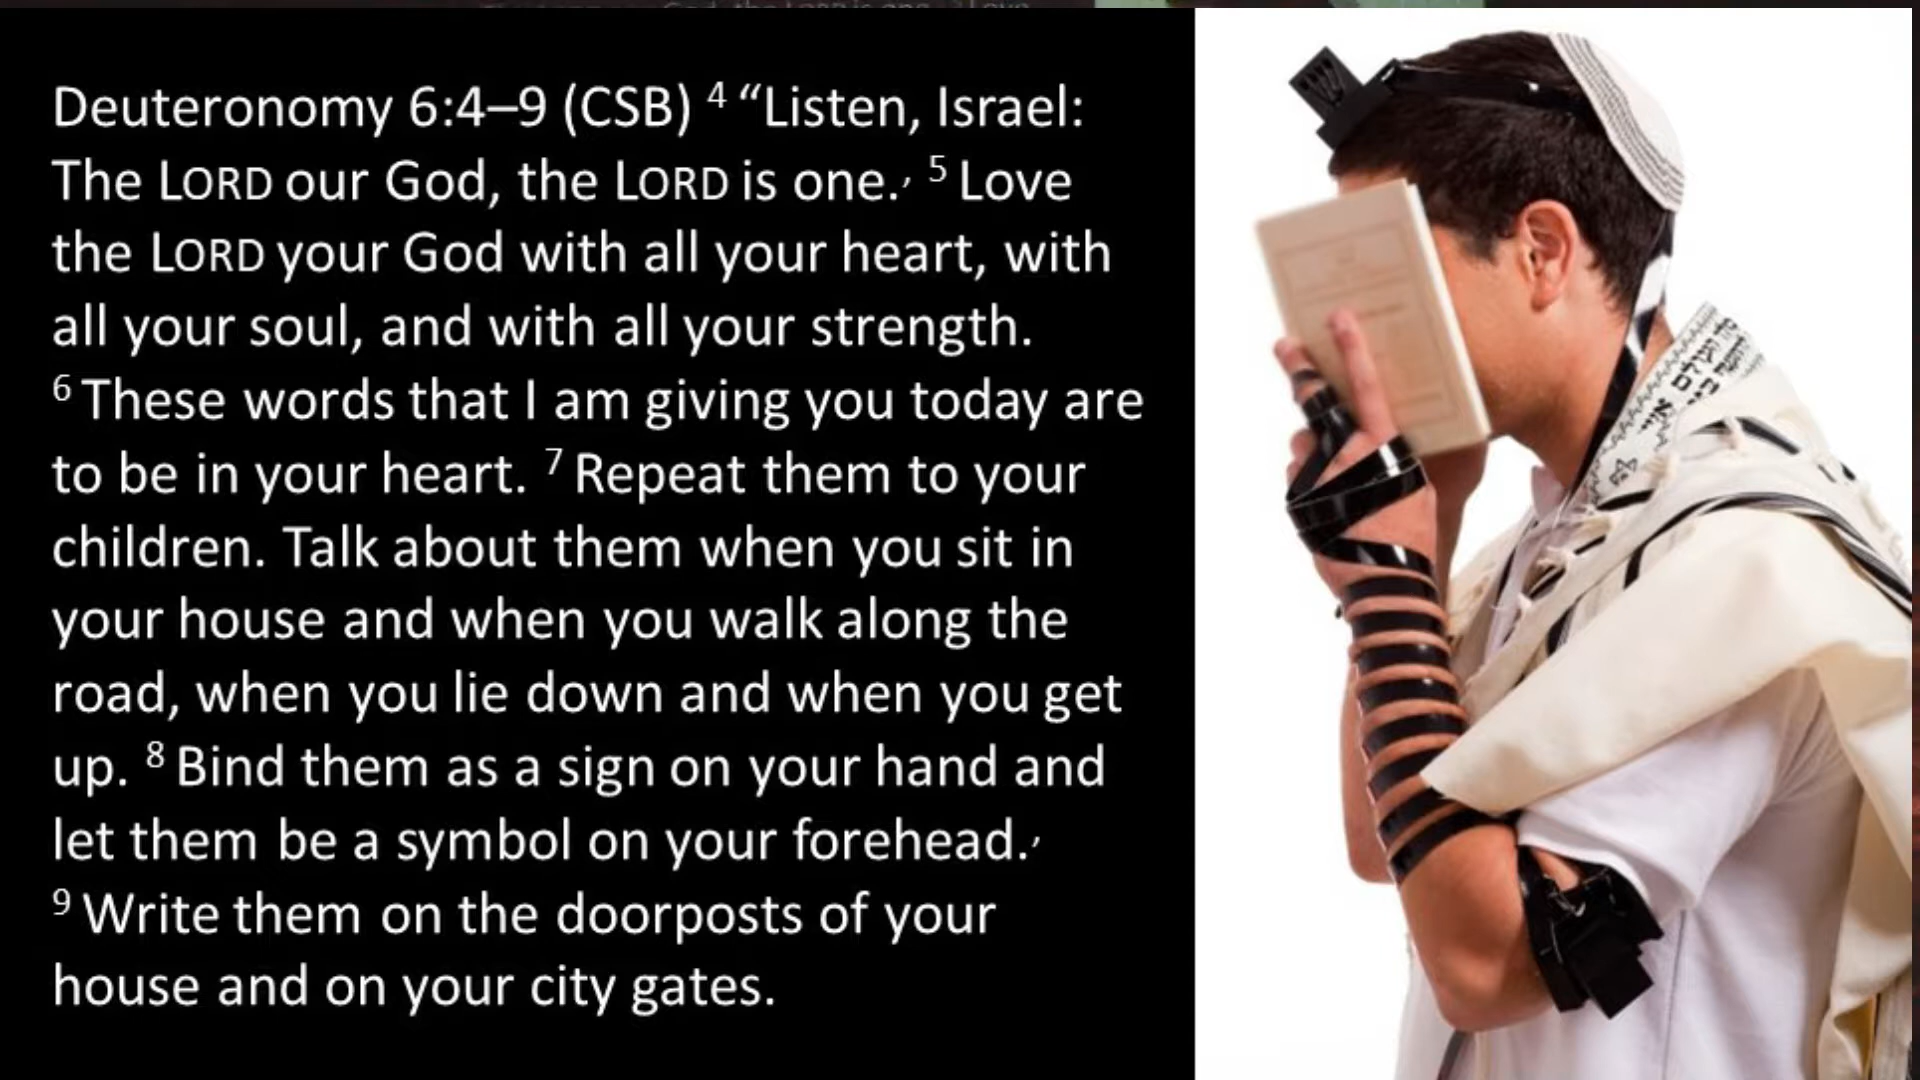 Deuteronomy 6:4–9 (CSB) 4 “Listen, Israel:
The LORD our God, the LORD is one., 5 Love
the LORD your God with all your heart, with
all your soul, and with all your strength.
6 These words that I am giving you today are
to be in your heart. 7 Repeat them to your
children. Talk about them when you sit in
your house and when you walk along the
road, when you lie down and when you get
up. 8 Bind them as a sign on your hand and
let them be a symbol on your forehead.,
9 Write them on the doorposts of your
house and on your city gates.